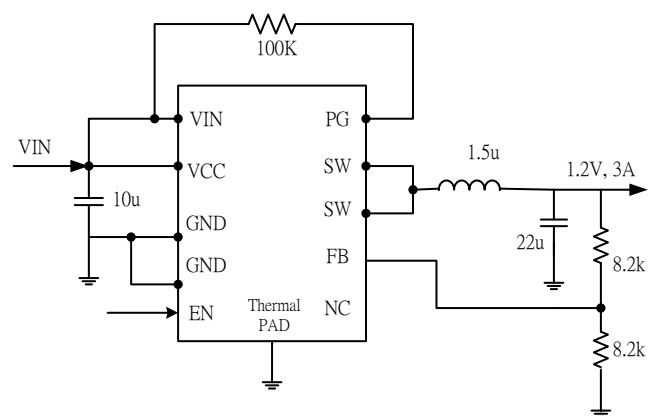 100K
VIN
VIN
VCC
10u
GND
GND
EN
Thermal
PAD
PG
SW
SW
FB
NC
1.5u
1.2V, 3A
22u
8.2k
8.2k